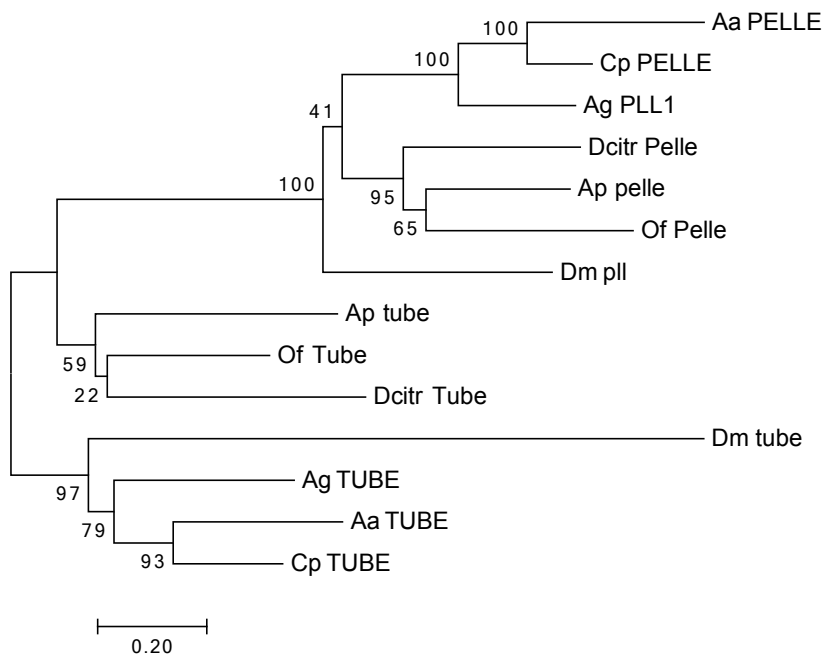 Aa PELLE
100
Cp PELLE
100
Ag PLL1
41
Dcitr Pelle
Ap pelle
95
65
Of Pelle
100
Dm pll
Ap tube
Of Tube
59
22
Dcitr Tube
Dm tube
Ag TUBE
97
79
Aa TUBE
93
Cp TUBE
0.20